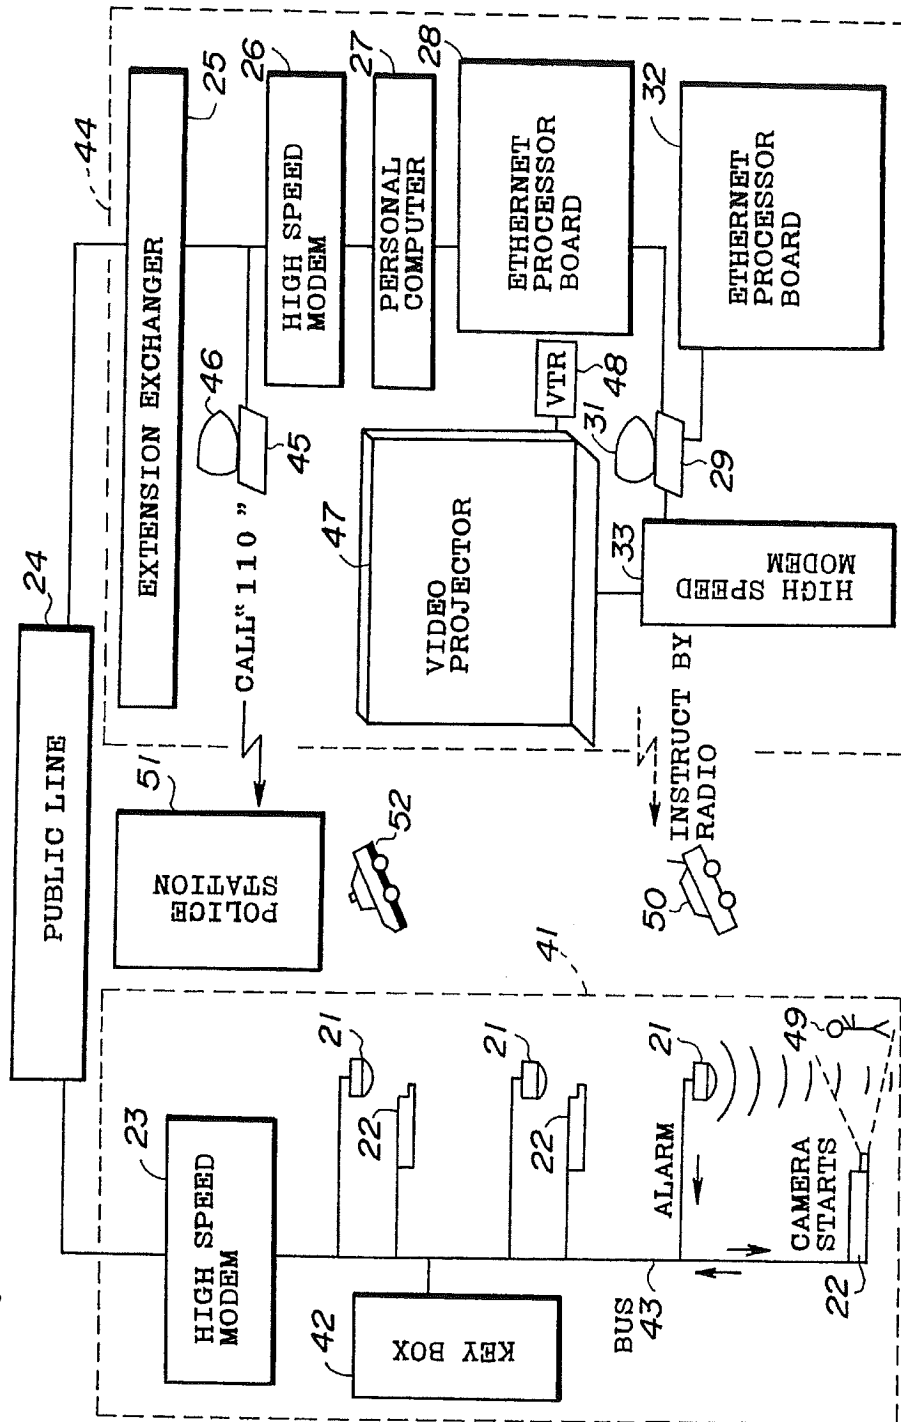 24
PUBLIC LINE
44
25
EXTENSION EXCHANGER
26
HIGH SPEED
MODEM
27
PERSONAL
COMPUTER
28
ETHERNET
PROCESSOR
BOARD
32
ETHERNET
PROCESSOR
BOARD
46
45
CALL"110"
47
VIDEO
PROJECTOR
VTR
48
31
29
33
HIGH SPEED
MODEM
51
POLICE
STATION
52
INSTRUCT BY
RADIO
50
41
23
HIGH SPEED
MODEM
42
KEY BOX
21
22
21
22
21
ALARM
BUS
43
CAMERA
STARTS
22
49